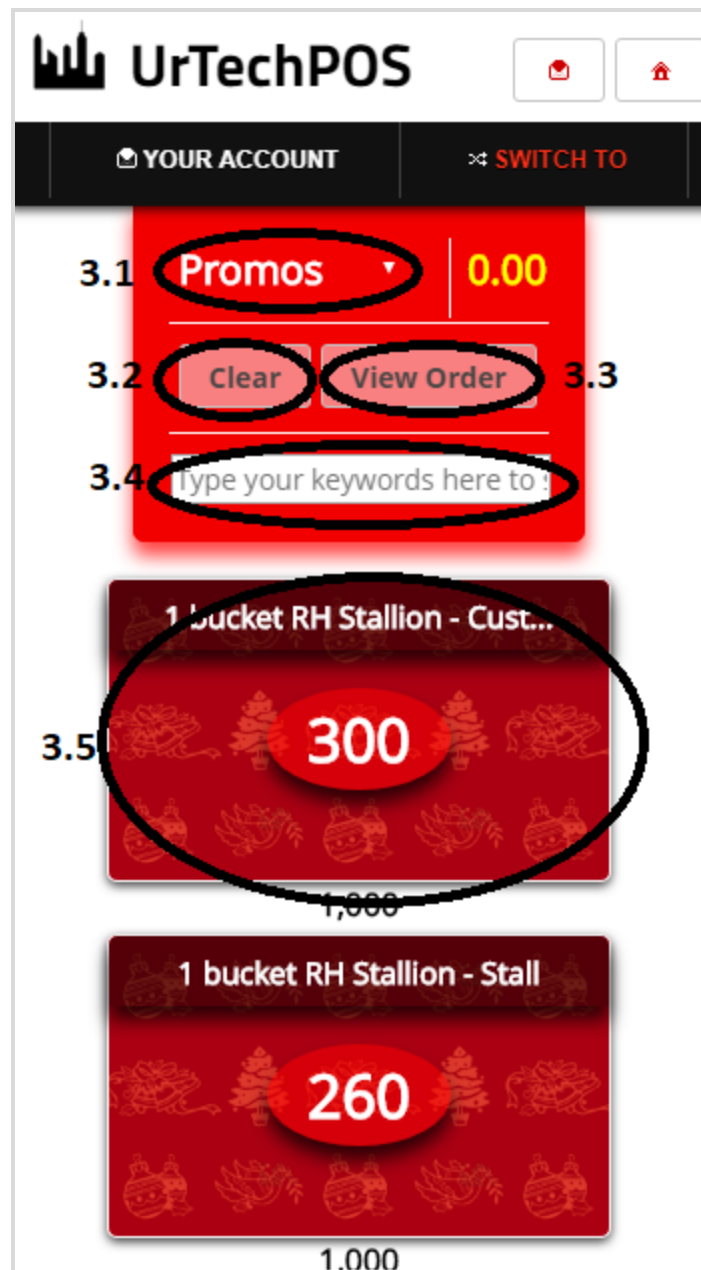 UrTechPOS
YOUR ACCOUNT SWITCH TO
3.1 Promos 0.00
3.2 Clear View Order 3.3
3.4 Type your keywords here to
1 bucket RH Stallion - Cust...
3.5 300
1,000
1 bucket RH Stallion - Stall
260
1,000